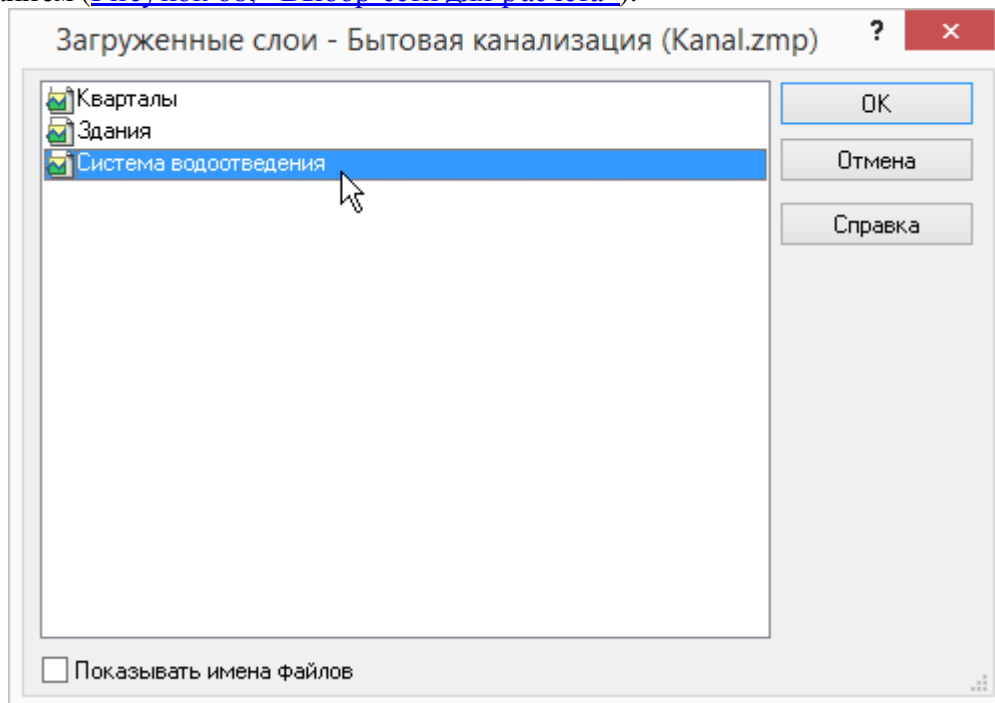 Загруженные слои - Бытовая канализация (Kanal.zmp) ? ×
Кварталы
Здания
Система водоотведения
OK
Отмена
Справка
Показывать имена файлов